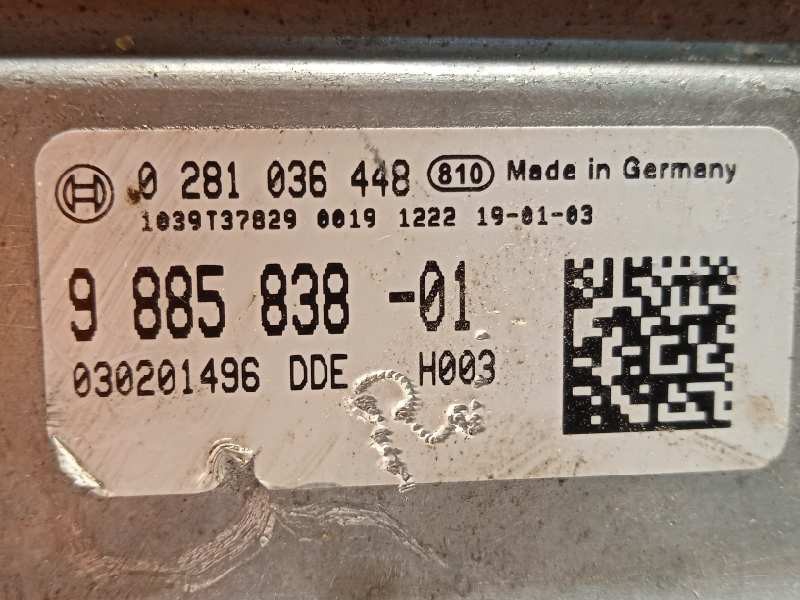 0 281 036 448 810 Made in Germany
1039T37829 0019 1222 19-01-03
9 885 838 -01
030201496 DDE H003